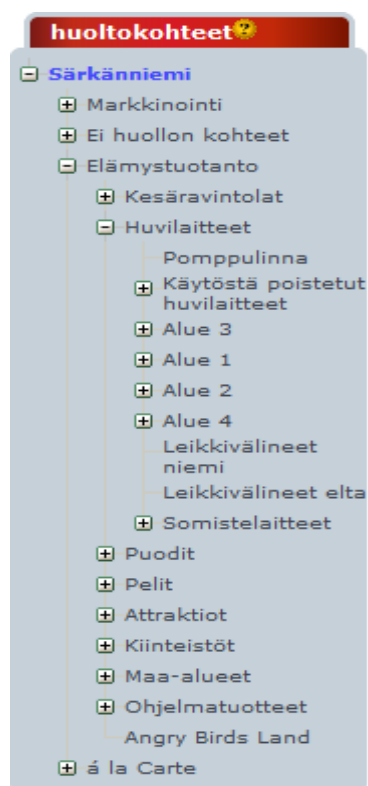 huoltokohteet
Särkänniemi
Markkinointi
Ei huollon kohteet
Elämystuotanto
Kesäravintolat
Huvilaitteet
Pomppulinna
Käytöstä poistetut
huvilaitteet
Alue 3
Alue 1
Alue 2
Alue 4
Leikkivälineet
niemi
Leikkivälineet elta
Somistelaitteet
Puodit
Pelit
Attraktiot
Kiinteistöt
Maa-alueet
Ohjelmatuotteet
Angry Birds Land
á la Carte